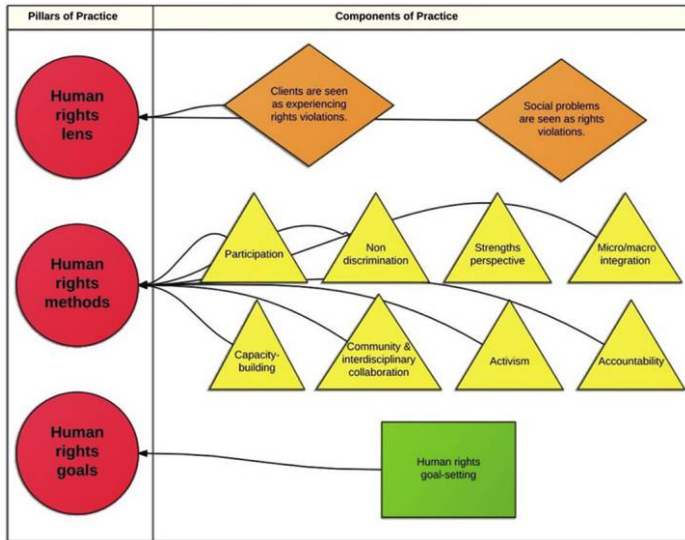 Pillars of Practice
Components of Practice
Human
rights
lens
Clients are seen
as experiencing
rights violations.
Social problems
are seen as rights
violations.
Human
rights
methods
Participation
Non
discrimination
Strengths
perspective
Micro/macro
integration
Capacity-
building
Community &
interdisciplinary
collaboration
Activism
Accountability
Human
rights
goals
Human rights
goal-setting